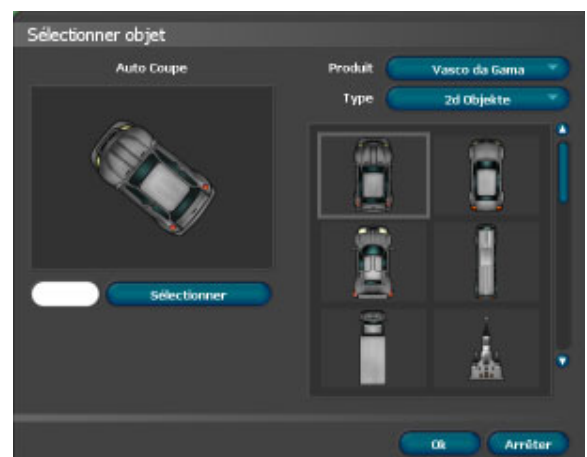 Sélectionner objet
Auto Coupe
Produit
Vasco da Gama
Type
2d Objekte
Sélectionner
Ok
Arrêter